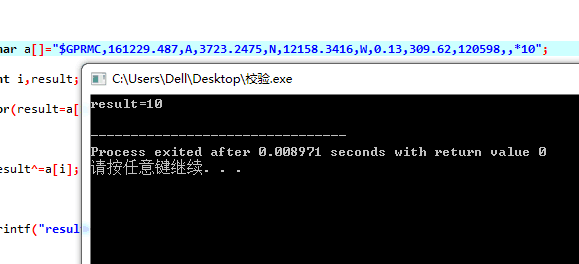 har a[]="$GPRMC,161229.487,A,3723.2475,N,12158.3416,W,0.13,309.62,120598,,*10";
nt i,result;
C:\Users\Dell\Desktop\校验.exe
or(result=a[
result=10
--------------------------------
Process exited after 0.008971 seconds with return value 0
esult^=a[i];
请按任意键继续. . .
rintf("resul